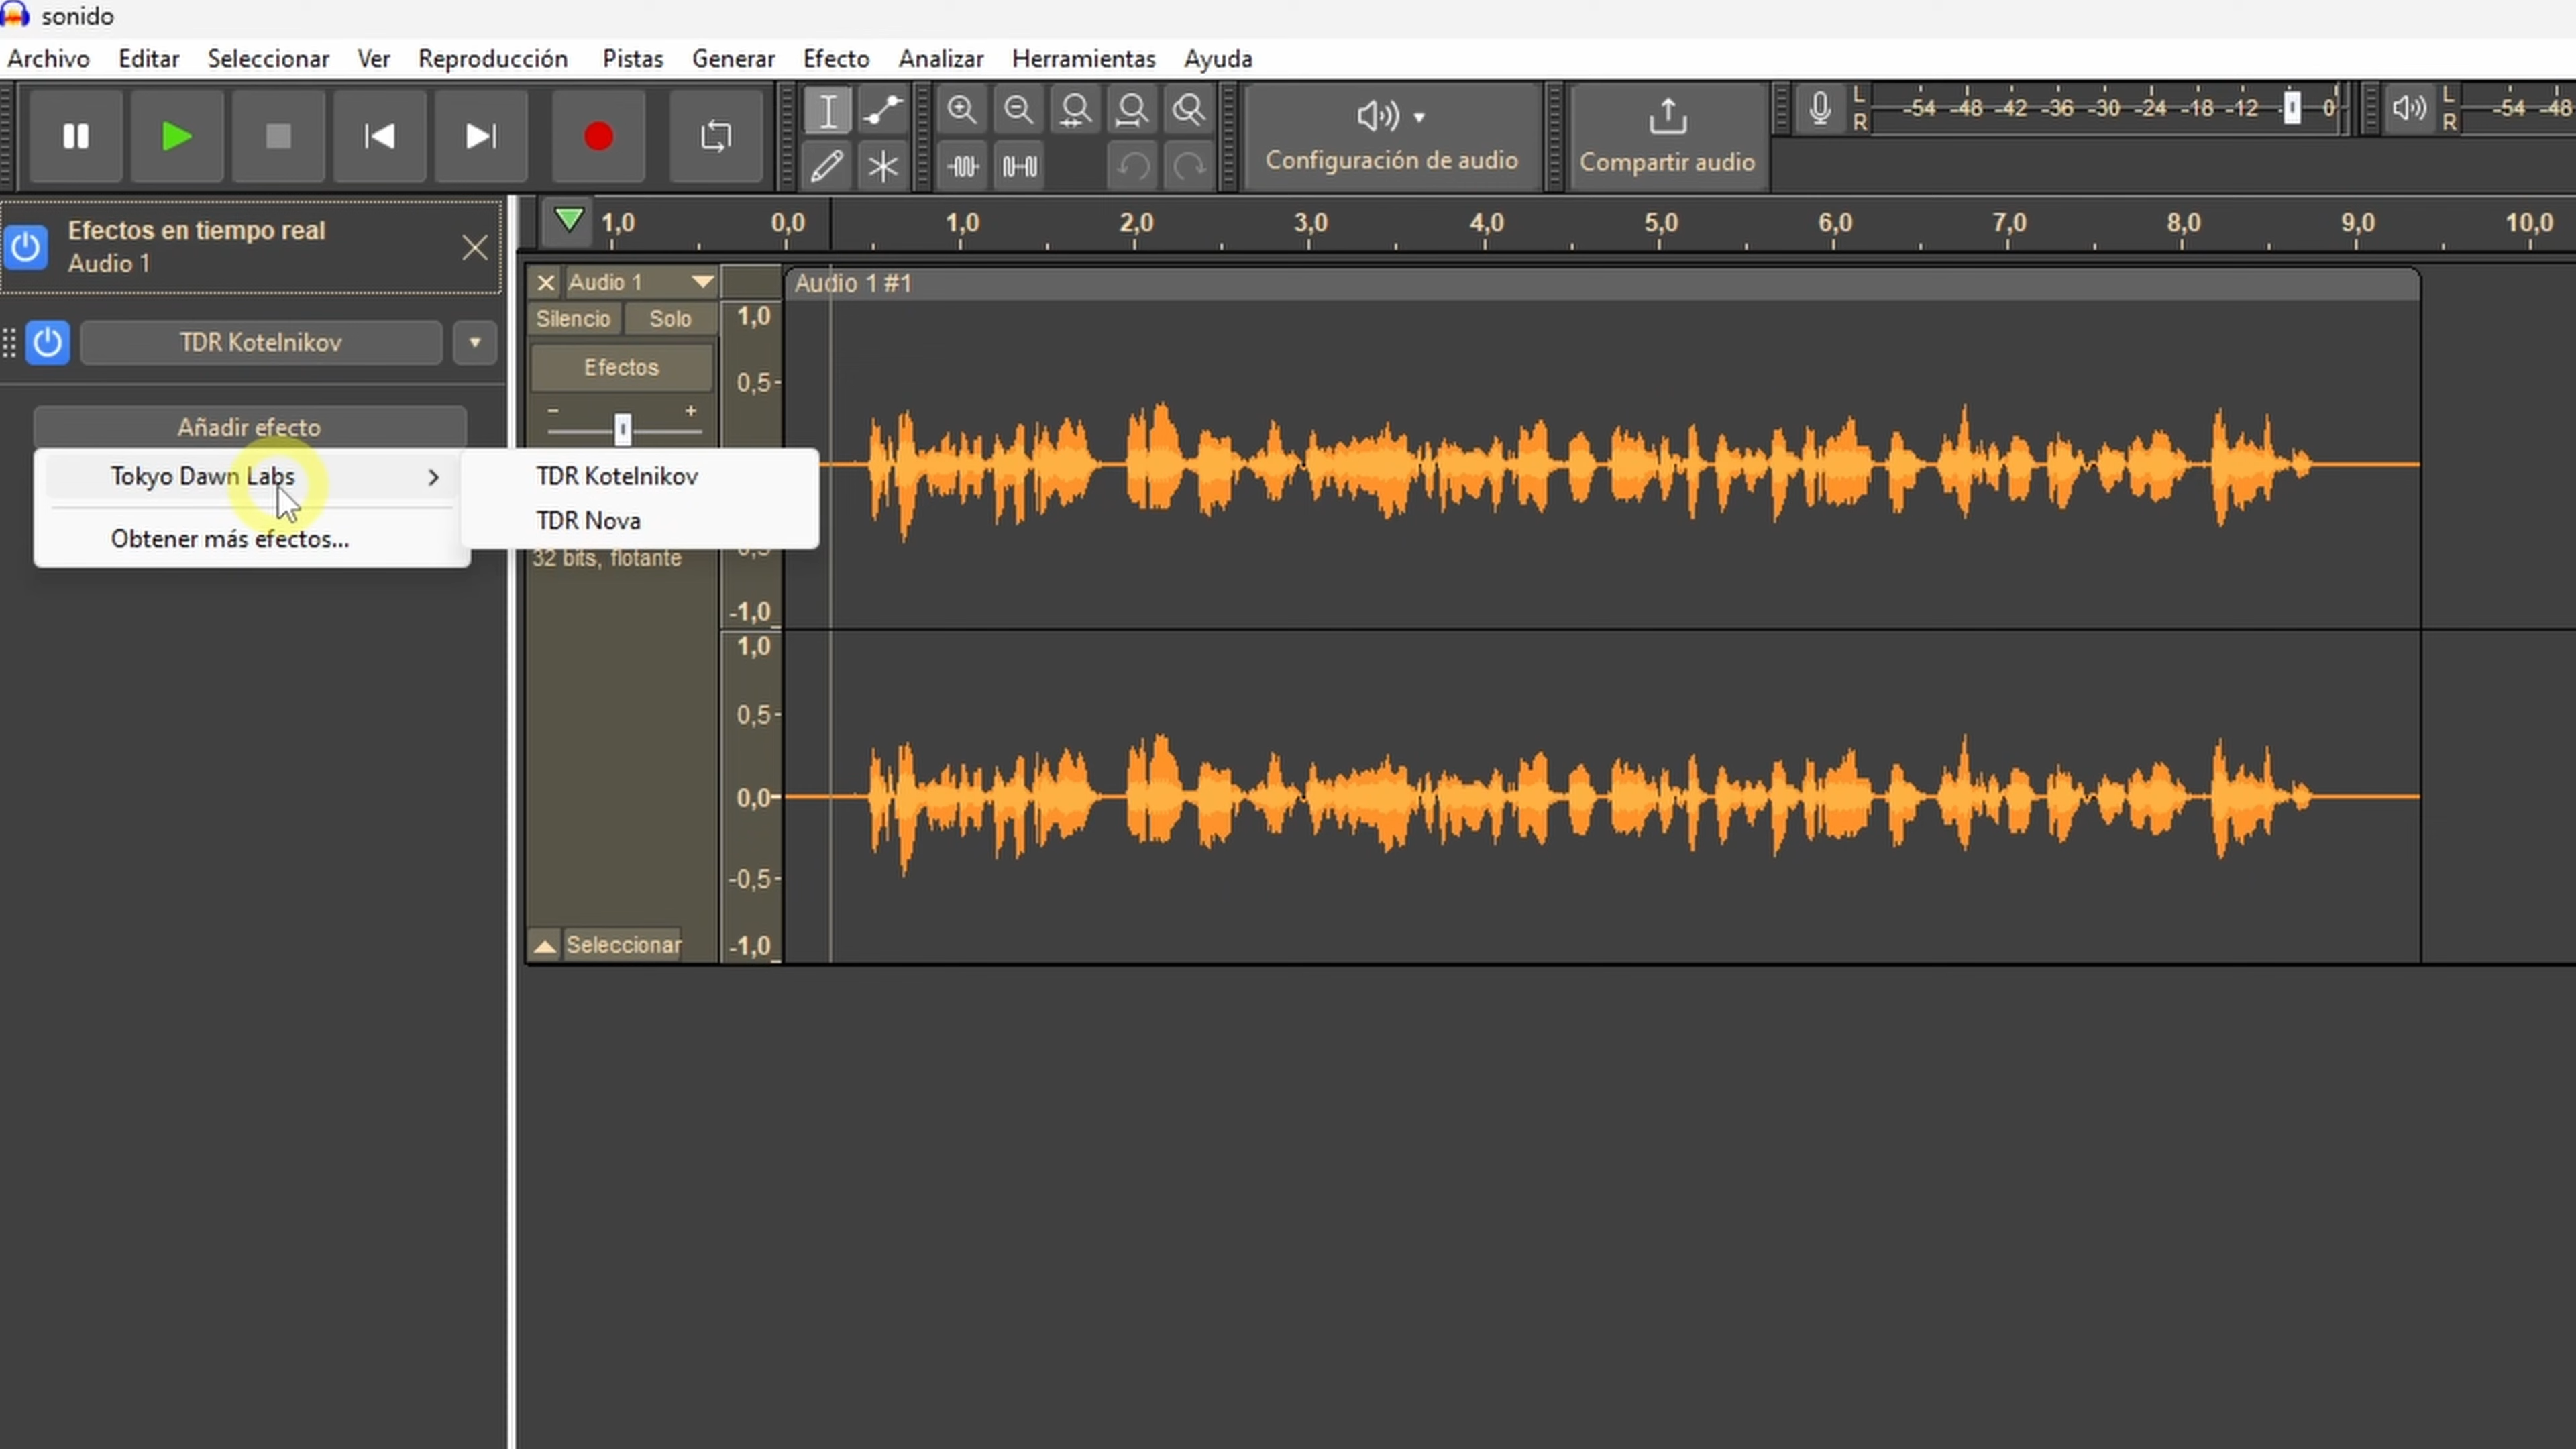 sonido
Archivo Editar Seleccionar Ver Reproducción Pistas Generar Efecto Analizar Herramientas Ayuda
Configuración de audio
Compartir audio
L
R
-54 -48 -42 -36 -30 -24 -18 -12 0
L
R
-54 -48
Efectos en tiempo real
Audio 1
TDR Kotelnikov
Añadir efecto
Tokyo Dawn Labs
Obtener más efectos...
TDR Kotelnikov
TDR Nova
1,0 0,0 1,0 2,0 3,0 4,0 5,0 6,0 7,0 8,0 9,0 10,0
Audio 1
Audio 1 #1
Silencio Solo
Efectos
- +
32 bits, flotante
Seleccionar
1,0
0,5
-1,0
1,0
0,5
0,0
-0,5
-1,0